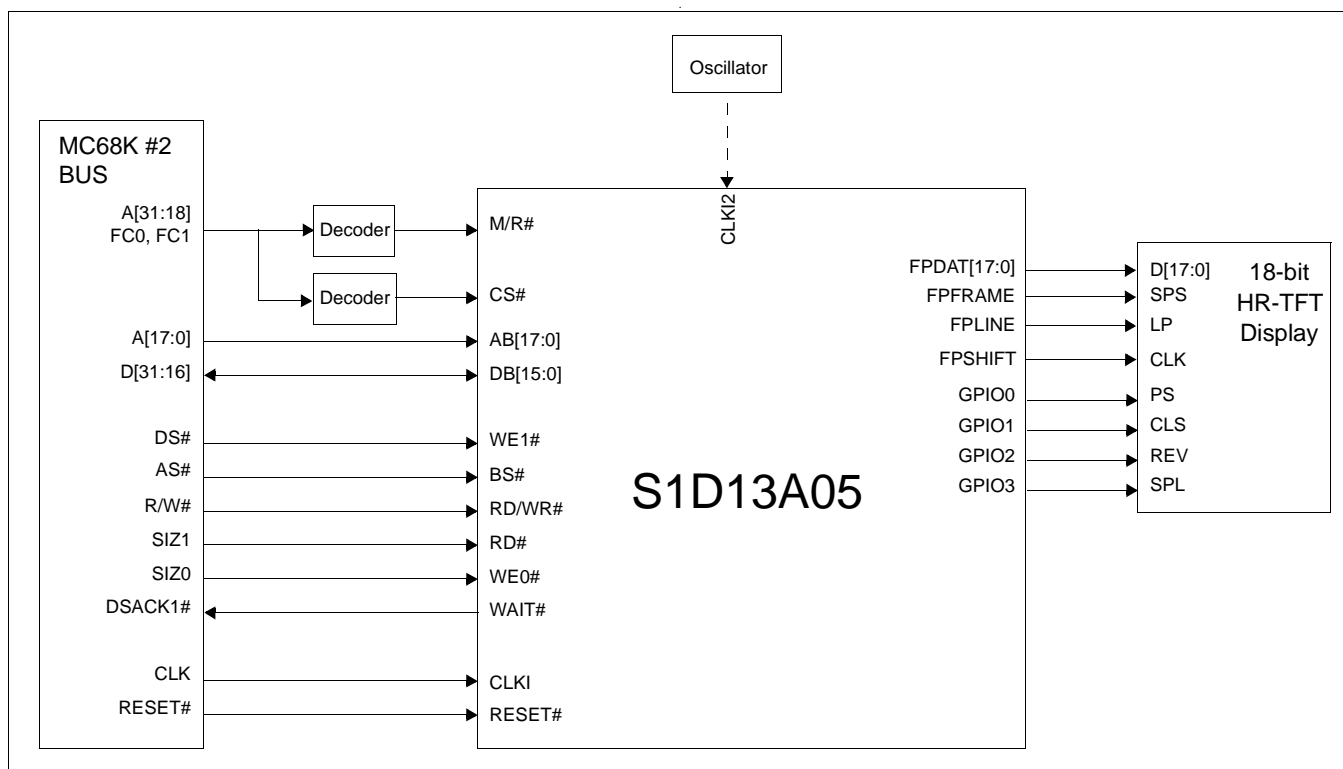 Oscillator
MC68K #2
BUS
A[31:18]
FC0, FC1
Decoder
M/R#
CLKI2
Decoder
CS#
A[17:0]
AB[17:0]
D[31:16]
DB[15:0]
DS#
WE1#
AS#
BS#
R/W#
RD/WR#
SIZ1
RD#
SIZ0
WE0#
DSACK1#
WAIT#
CLK
CLKI
RESET#
RESET#
S1D13A05
FPDAT[17:0]
D[17:0]
FPFRAME
SPS
FPLINE
LP
FPSHIFT
CLK
GPIO0
PS
GPIO1
CLS
GPIO2
REV
GPIO3
SPL
18-bit
HR-TFT
Display